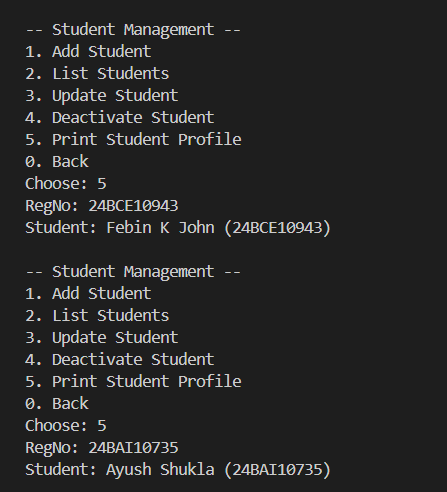 -- Student Management --
1. Add Student
2. List Students
3. Update Student
4. Deactivate Student
5. Print Student Profile
0. Back
Choose: 5
RegNo: 24BCE10943
Student: Febin K John (24BCE10943)
-- Student Management --
1. Add Student
2. List Students
3. Update Student
4. Deactivate Student
5. Print Student Profile
0. Back
Choose: 5
RegNo: 24BAI10735
Student: Ayush Shukla (24BAI10735)